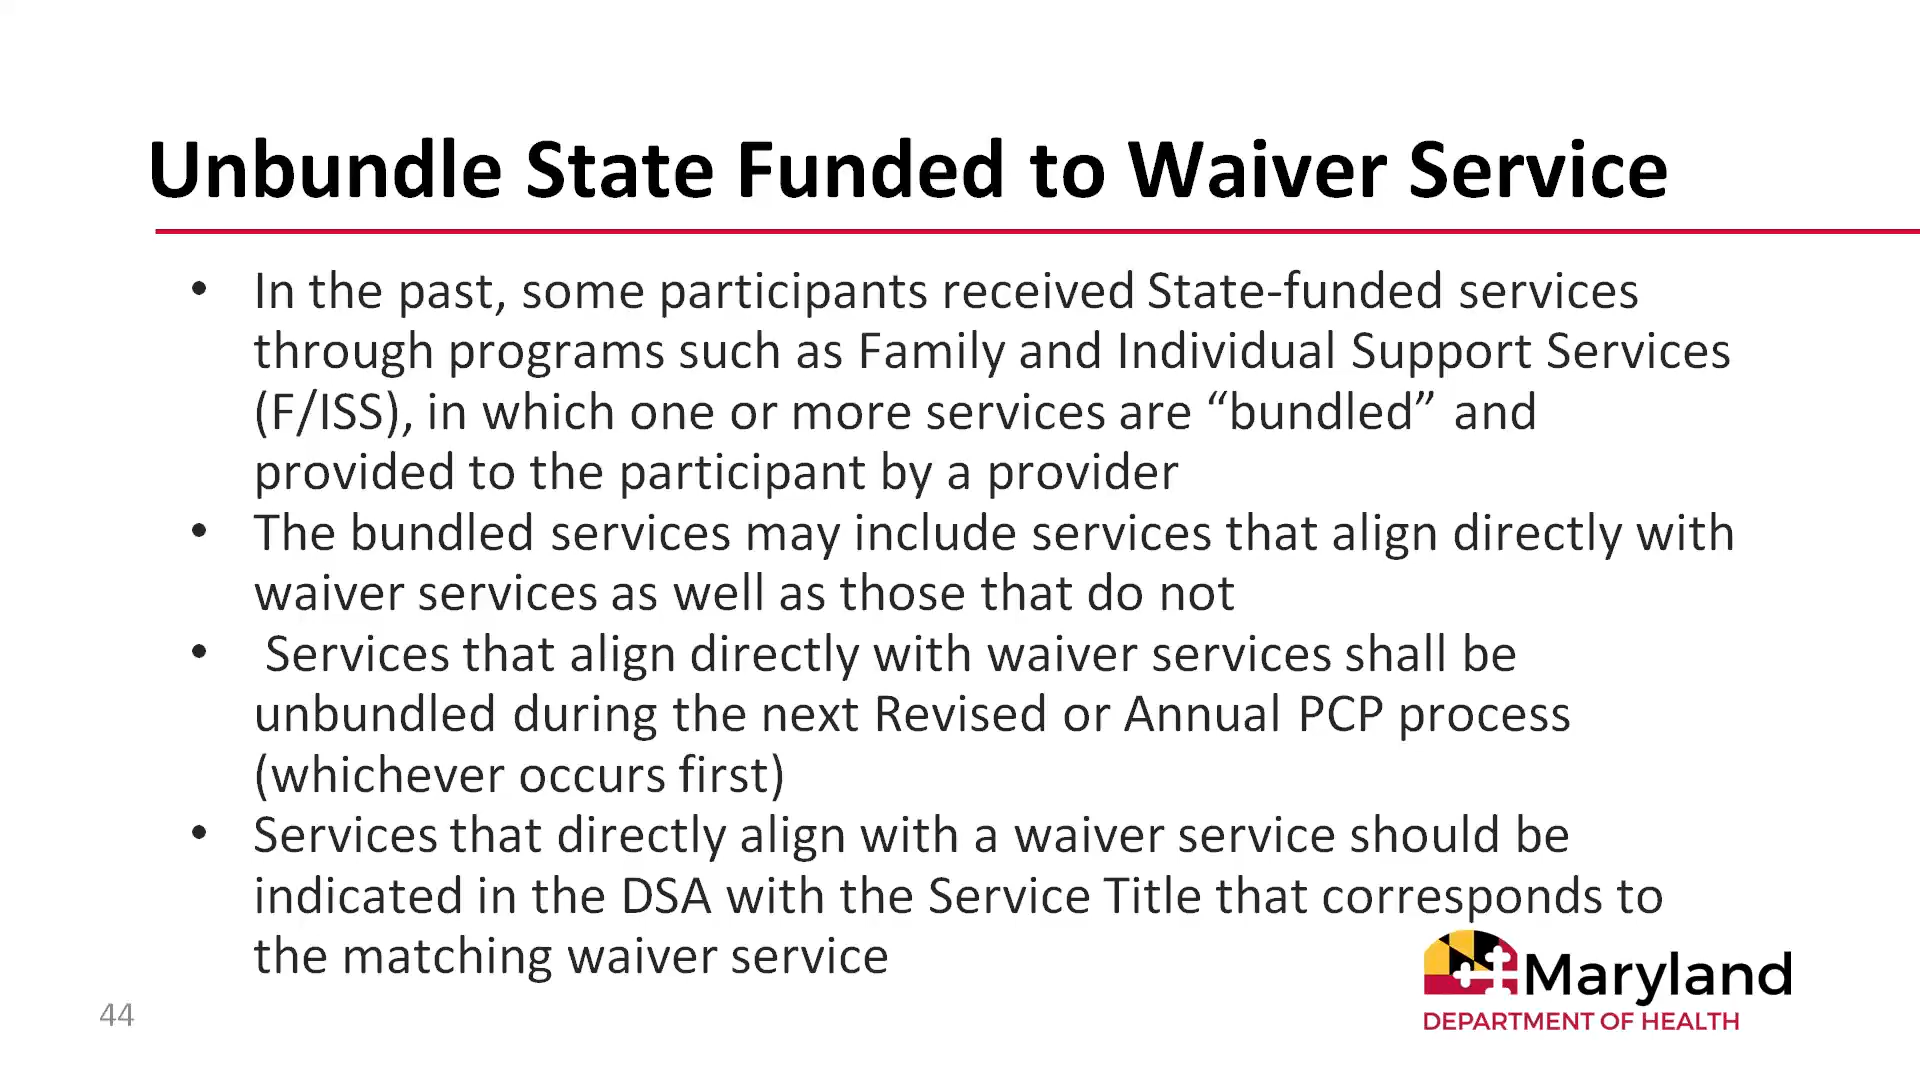 Unbundle State Funded to Waiver Service
• In the past, some participants received State-funded services
through programs such as Family and Individual Support Services
(F/ISS), in which one or more services are “bundled” and
provided to the participant by a provider
• The bundled services may include services that align directly with
waiver services as well as those that do not
• Services that align directly with waiver services shall be
unbundled during the next Revised or Annual PCP process
(whichever occurs first)
• Services that directly align with a waiver service should be
indicated in the DSA with the Service Title that corresponds to
the matching waiver service
Maryland
DEPARTMENT OF HEALTH
44